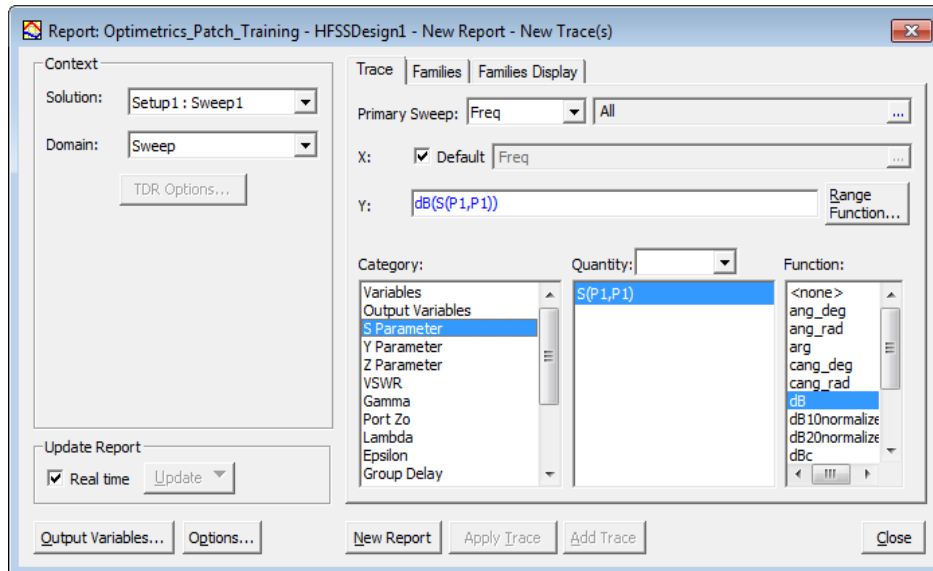 Report: Optimetrics_Patch_Training - HFSSDesign1 - New Report - New Trace(s)
Context
Solution: Setup1 : Sweep1
Domain: Sweep
TDR Options...
Trace Families Families Display
Primary Sweep: Freq All ...
X: Default Freq ...
Y: dB(S(P1,P1))
Range
Function...
Category:
Variables
Output Variables
S Parameter
Y Parameter
Z Parameter
VSWR
Gamma
Port Zo
Lambda
Epsilon
Group Delay
Quantity:
S(P1,P1)
Function:
<none>
ang_deg
ang_rad
arg
cang_deg
cang_rad
dB
dB10normalize
dB20normalize
dBc
Update Report
Real time Update
Output Variables... Options... New Report Apply Trace Add Trace Close